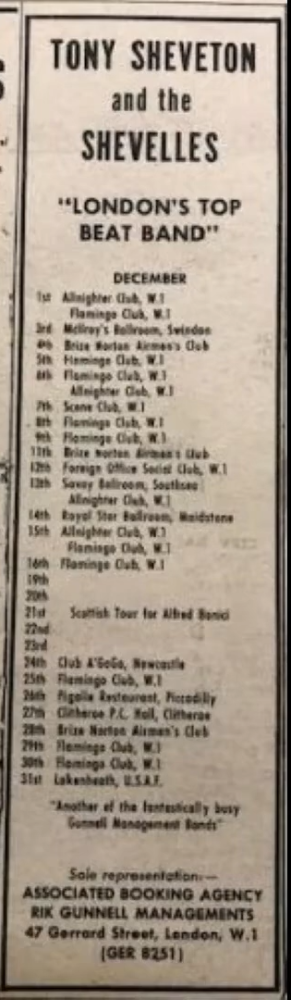 TONY SHEVETON
and the
SHEVELLES
"LONDON'S TOP
BEAT BAND"
DECEMBER
1st Allnighter Club, W.1
Flamingo Club, W.1
3rd McIlroy's Ballroom, Swindon
4th Brize Norton Airmen's Club
5th Flamingo Club, W.1
6th Flamingo Club, W.1
Allnighter Club, W.1
7th Scene Club, W.1
8th Flamingo Club, W.1
9th Flamingo Club, W.1
11th Brize Norton Airmen's Club
12th Foreign Office Social Club, W.1
13th Savoy Ballroom, Southsea
Allnighter Club, W.1
14th Royal Star Ballroom, Maidstone
15th Allnighter Club, W.1
Flamingo Club, W.1
16th Flamingo Club, W.1
19th
20th
21st Scottish Tour for Alfred
22nd
23rd
24th Club A'GoGo, Newcastle
25th Flamingo Club, W.1
26th Pigalle Restaurant, Piccadilly
27th Clitheroe P.C. Hall, Clitheroe
28th Brize Norton Airmen's Club
29th Flamingo Club, W.1
30th Flamingo Club, W.1
31st Lakenheath, U.S.A.F.
"Another of the fantastically busy
Gunnell Management Bands"
Sole representation:—
ASSOCIATED BOOKING AGENCY
RIK GUNNELL MANAGEMENTS
47 Gerrard Street, London, W.1
(GER 8251)